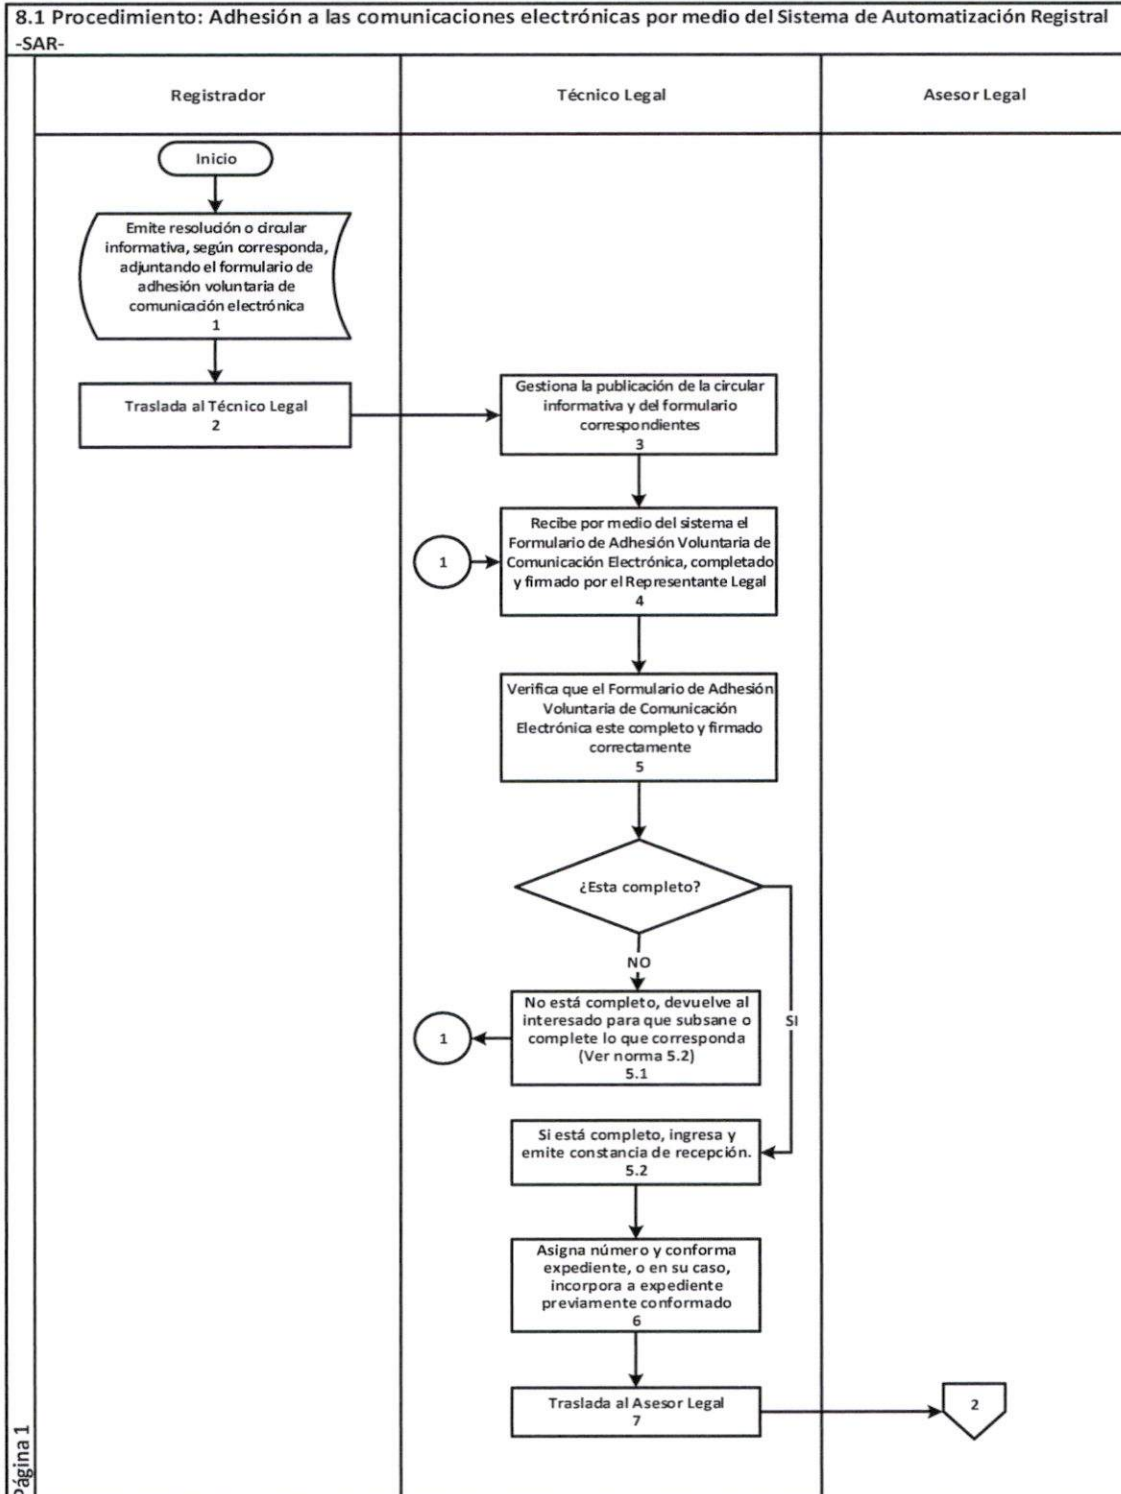 8.1 Procedimiento: Adhesión a las comunicaciones electrónicas por medio del Sistema de Automatización Registral
-SAR-
Registrador
Técnico Legal
Asesor Legal
Inicio
Emite resolución o circular
informativa, según corresponda,
adjuntando el formulario de
adhesión voluntaria de
comunicación electrónica
1
Traslada al Técnico Legal
2
Gestiona la publicación de la circular
informativa y del formulario
correspondientes
3
1
Recibe por medio del sistema el
Formulario de Adhesión Voluntaria de
Comunicación Electrónica, completado
y firmado por el Representante Legal
4
Verifica que el Formulario de Adhesión
Voluntaria de Comunicación
Electrónica este completo y firmado
correctamente
5
¿Esta completo?
NO
SI
No está completo, devuelve al
interesado para que subsane o
complete lo que corresponda
(Ver norma 5.2)
5.1
1
Si está completo, ingresa y
emite constancia de recepción.
5.2
Asigna número y conforma
expediente, o en su caso,
incorpora a expediente
previamente conformado
6
Traslada al Asesor Legal
7
2
Página 1